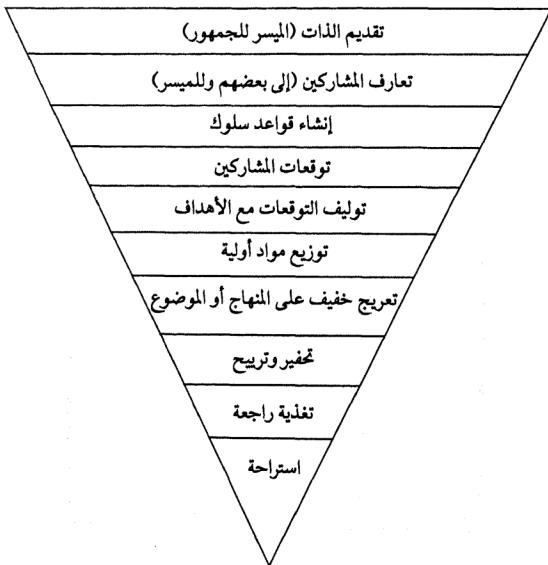 تقديم الذات (الميسر للجمهور)
تعارف المشاركين (إلى بعضهم وللميسر)
إنشاء قواعد سلوك
توقعات المشاركين
توليف التوقعات مع الأهداف
توزيع مواد أولية
تعريج خفيف على المنهاج أو الموضوع
تحفير وترييح
تغذية راجعة
استراحة